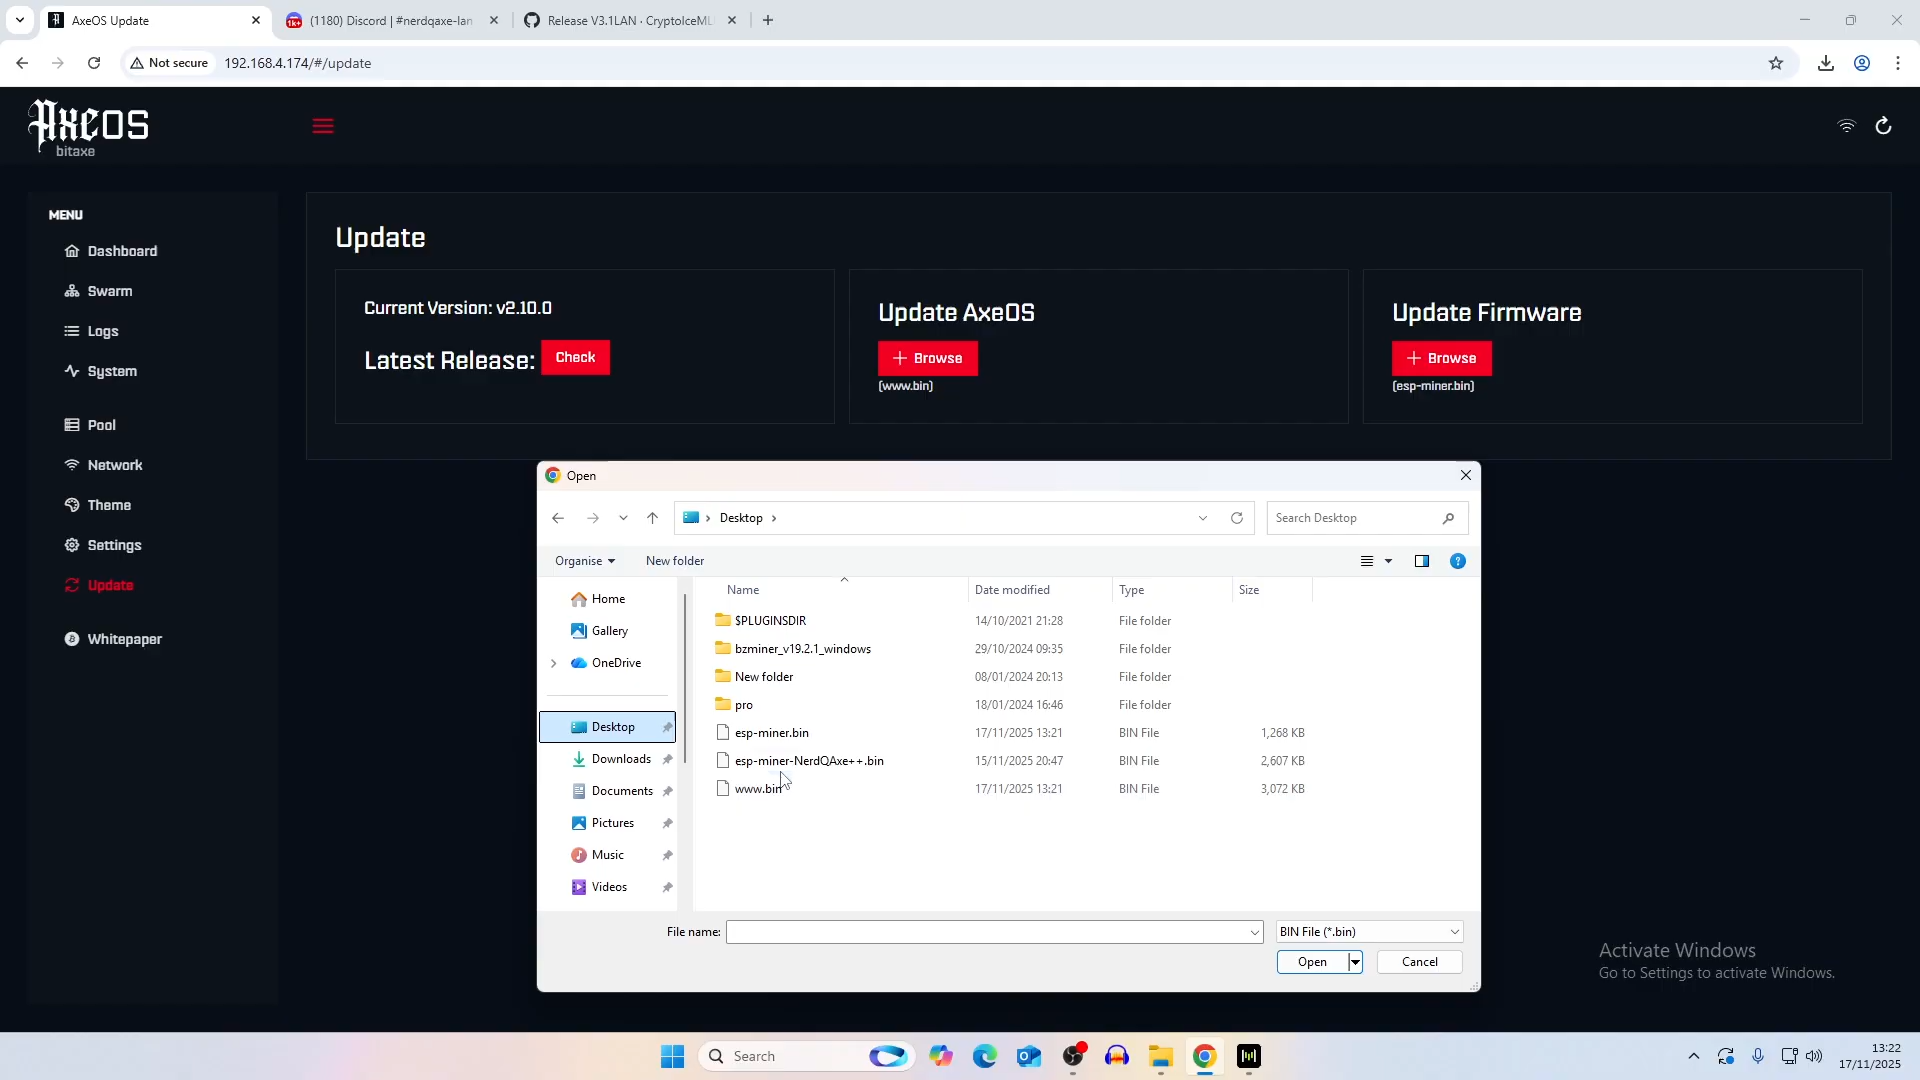 AxeOS Update
(1180) Discord | #nerdqaxe-lan
Release V3.1LAN · CryptoIceML
Not secure
192.168.4.174/#/update
AxeOS
bitaxe
MENU
Dashboard
Swarm
Logs
System
Pool
Network
Theme
Settings
Update
Whitepaper
Update
Current Version: v2.10.0
Latest Release: Check
Update AxeOS
Browse
(www.bin)
Update Firmware
Browse
(esp-miner.bin)
Open
Desktop
Search Desktop
Organise
New folder
Home
Gallery
OneDrive
Desktop
Downloads
Documents
Pictures
Music
Videos
Name Date modified Type Size
$PLUGINSDIR 14/10/2021 21:28 File folder
bzminer_v19.2.1_windows 29/10/2024 09:35 File folder
New folder 08/01/2024 20:13 File folder
pro 18/01/2024 16:46 File folder
esp-miner.bin 17/11/2025 13:21 BIN File 1,268 KB
esp-miner-NerdQAxe++.bin 15/11/2025 20:47 BIN File 2,607 KB
www.bin 17/11/2025 13:21 BIN File 3,072 KB
File name:
BIN File (*.bin)
Open
Cancel
Activate Windows
Go to Settings to activate Windows.
Search
13:22
17/11/2025